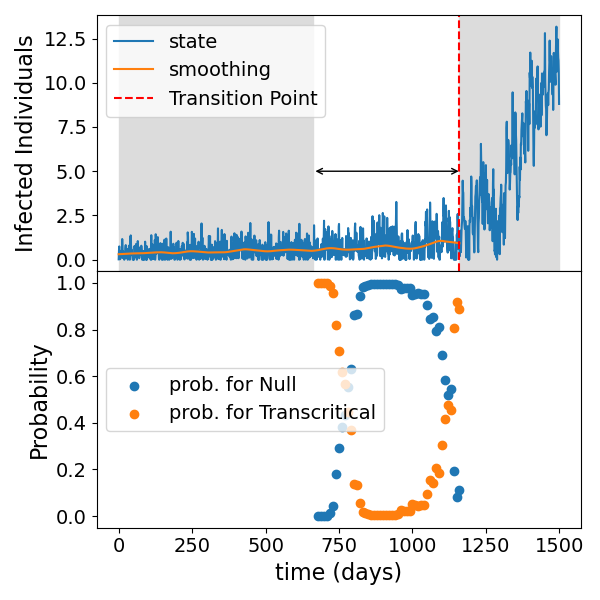 Infected Individuals
12.5
10.0
7.5
5.0
2.5
0.0
state
smoothing
Transition Point
Probability
1.0
0.8
0.6
0.4
0.2
0.0
prob. for Null
prob. for Transcritical
0 250 500 750 1000 1250 1500
time (days)